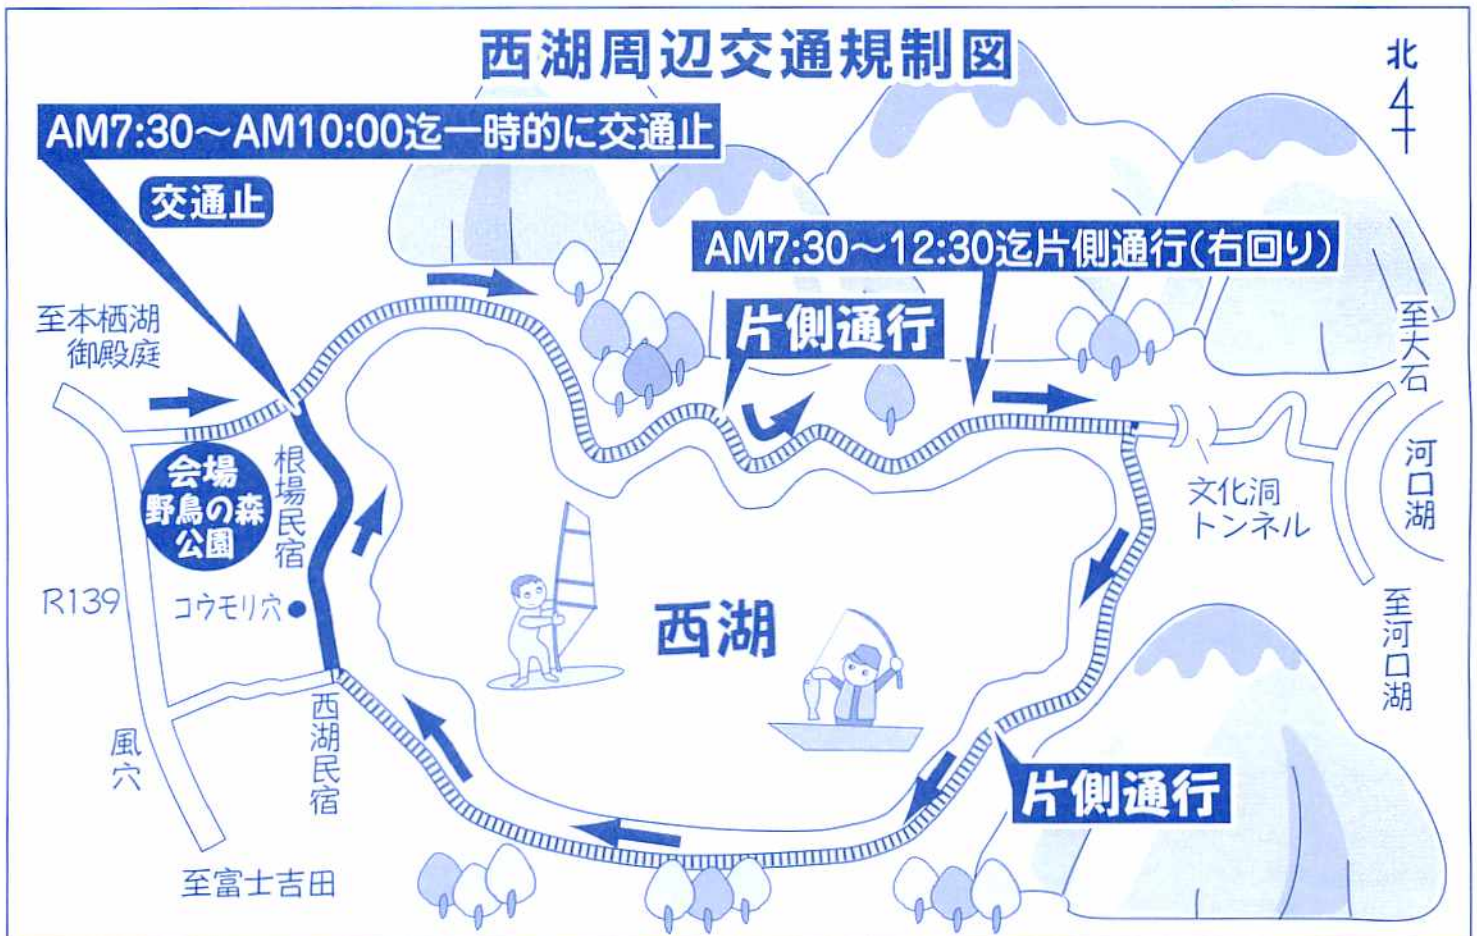 西湖周辺交通規制図
北
AM7:30～AM10:00迄一時的に交通止
交通止
AM7:30～12:30迄片側通行(右回り)
片側通行
至本栖湖
御殿庭
至大石
会場
野鳥の森
公園
根場民宿
文化洞
トンネル
河口湖
R139
コウモリ穴
西湖
至河口湖
風穴
西湖民宿
片側通行
至富士吉田